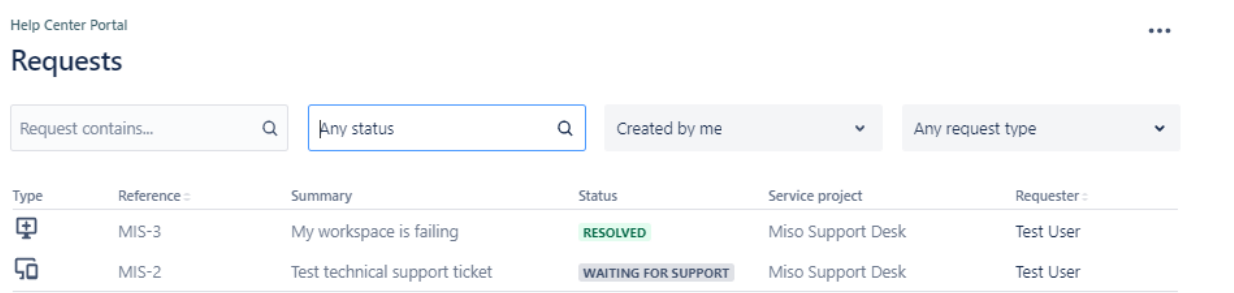 Help Center Portal
Requests
Request contains...
Any status
Created by me
Any request type
Type Reference Summary Status Service project Requester
MIS-3 My workspace is failing RESOLVED Miso Support Desk Test User
MIS-2 Test technical support ticket WAITING FOR SUPPORT Miso Support Desk Test User